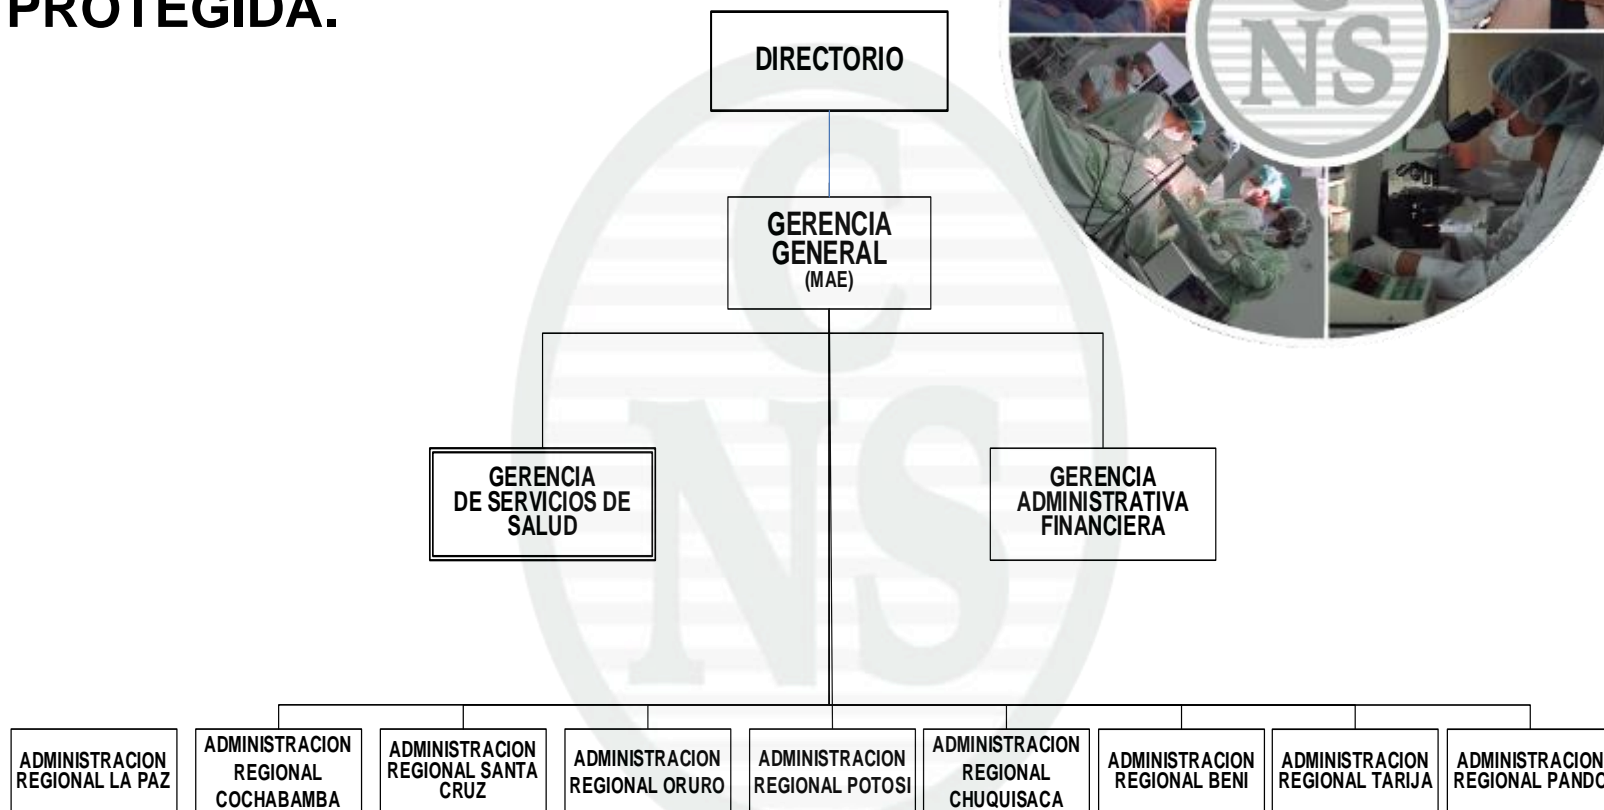 PROTEGIDA.
C
NS
DIRECTORIO
GERENCIA
GENERAL
(MAE)
C
NS
GERENCIA
DE SERVICIOS DE
SALUD
GERENCIA
ADMINISTRATIVA
FINANCIERA
ADMINISTRACION
REGIONAL LA PAZ
ADMINISTRACION
REGIONAL
COCHABAMBA
ADMINISTRACION
REGIONAL SANTA
CRUZ
ADMINISTRACION
REGIONAL ORURO
ADMINISTRACION
REGIONAL POTOSI
ADMINISTRACION
REGIONAL
CHUQUISACA
ADMINISTRACION
REGIONAL BENI
ADMINISTRACION
REGIONAL TARIJA
ADMINISTRACION
REGIONAL PANDO